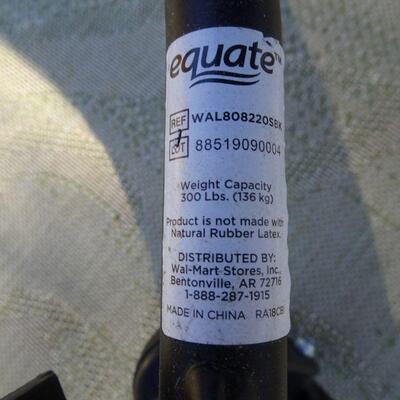 equate™
REF WAL808220SBK
LOT 88519090004
Weight Capacity
300 Lbs. (136 kg)
Product is not made with
Natural Rubber Latex.
DISTRIBUTED BY:
Wal-Mart Stores, Inc.,
Bentonville, AR 72716
1-888-287-1915
MADE IN CHINA